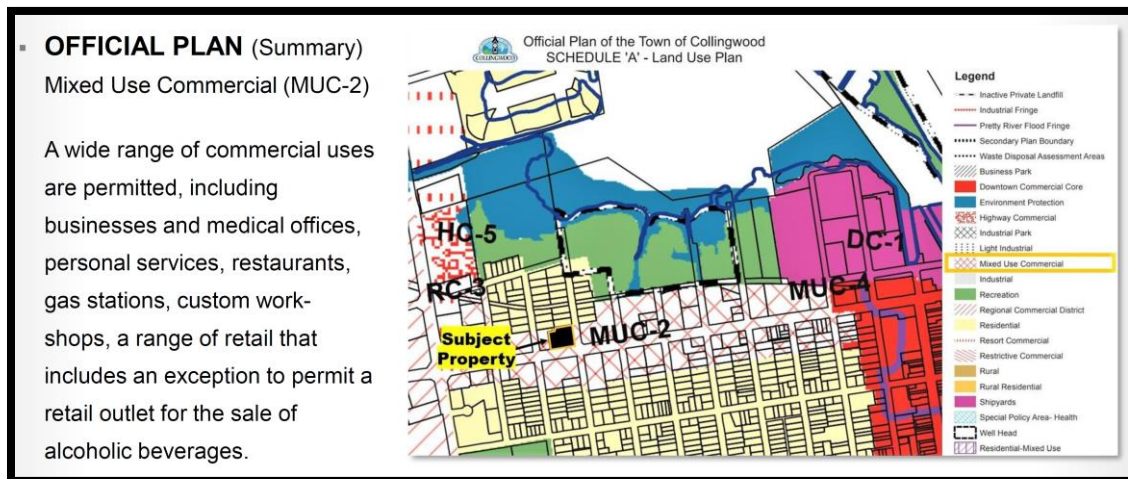 OFFICIAL PLAN (Summary)
Mixed Use Commercial (MUC-2)
A wide range of commercial uses
are permitted, including
businesses and medical offices,
personal services, restaurants,
gas stations, custom work-
shops, a range of retail that
includes an exception to permit a
retail outlet for the sale of
alcoholic beverages.
COLLINGWOOD
Official Plan of the Town of Collingwood
SCHEDULE 'A' - Land Use Plan
HC-5
RC-3
DC-1
MUC-4
MUC-2
Subject
Property
Legend
Inactive Private Landfill
Industrial Fringe
Pretty River Flood Fringe
Secondary Plan Boundary
Waste Disposal Assessment Areas
Business Park
Downtown Commercial Core
Environment Protection
Highway Commercial
Industrial Park
Light Industrial
Mixed Use Commercial
Industrial
Recreation
Regional Commercial District
Residential
Resort Commercial
Restrictive Commercial
Rural
Rural Residential
Shipyards
Special Policy Area- Health
Well Head
Residential-Mixed Use